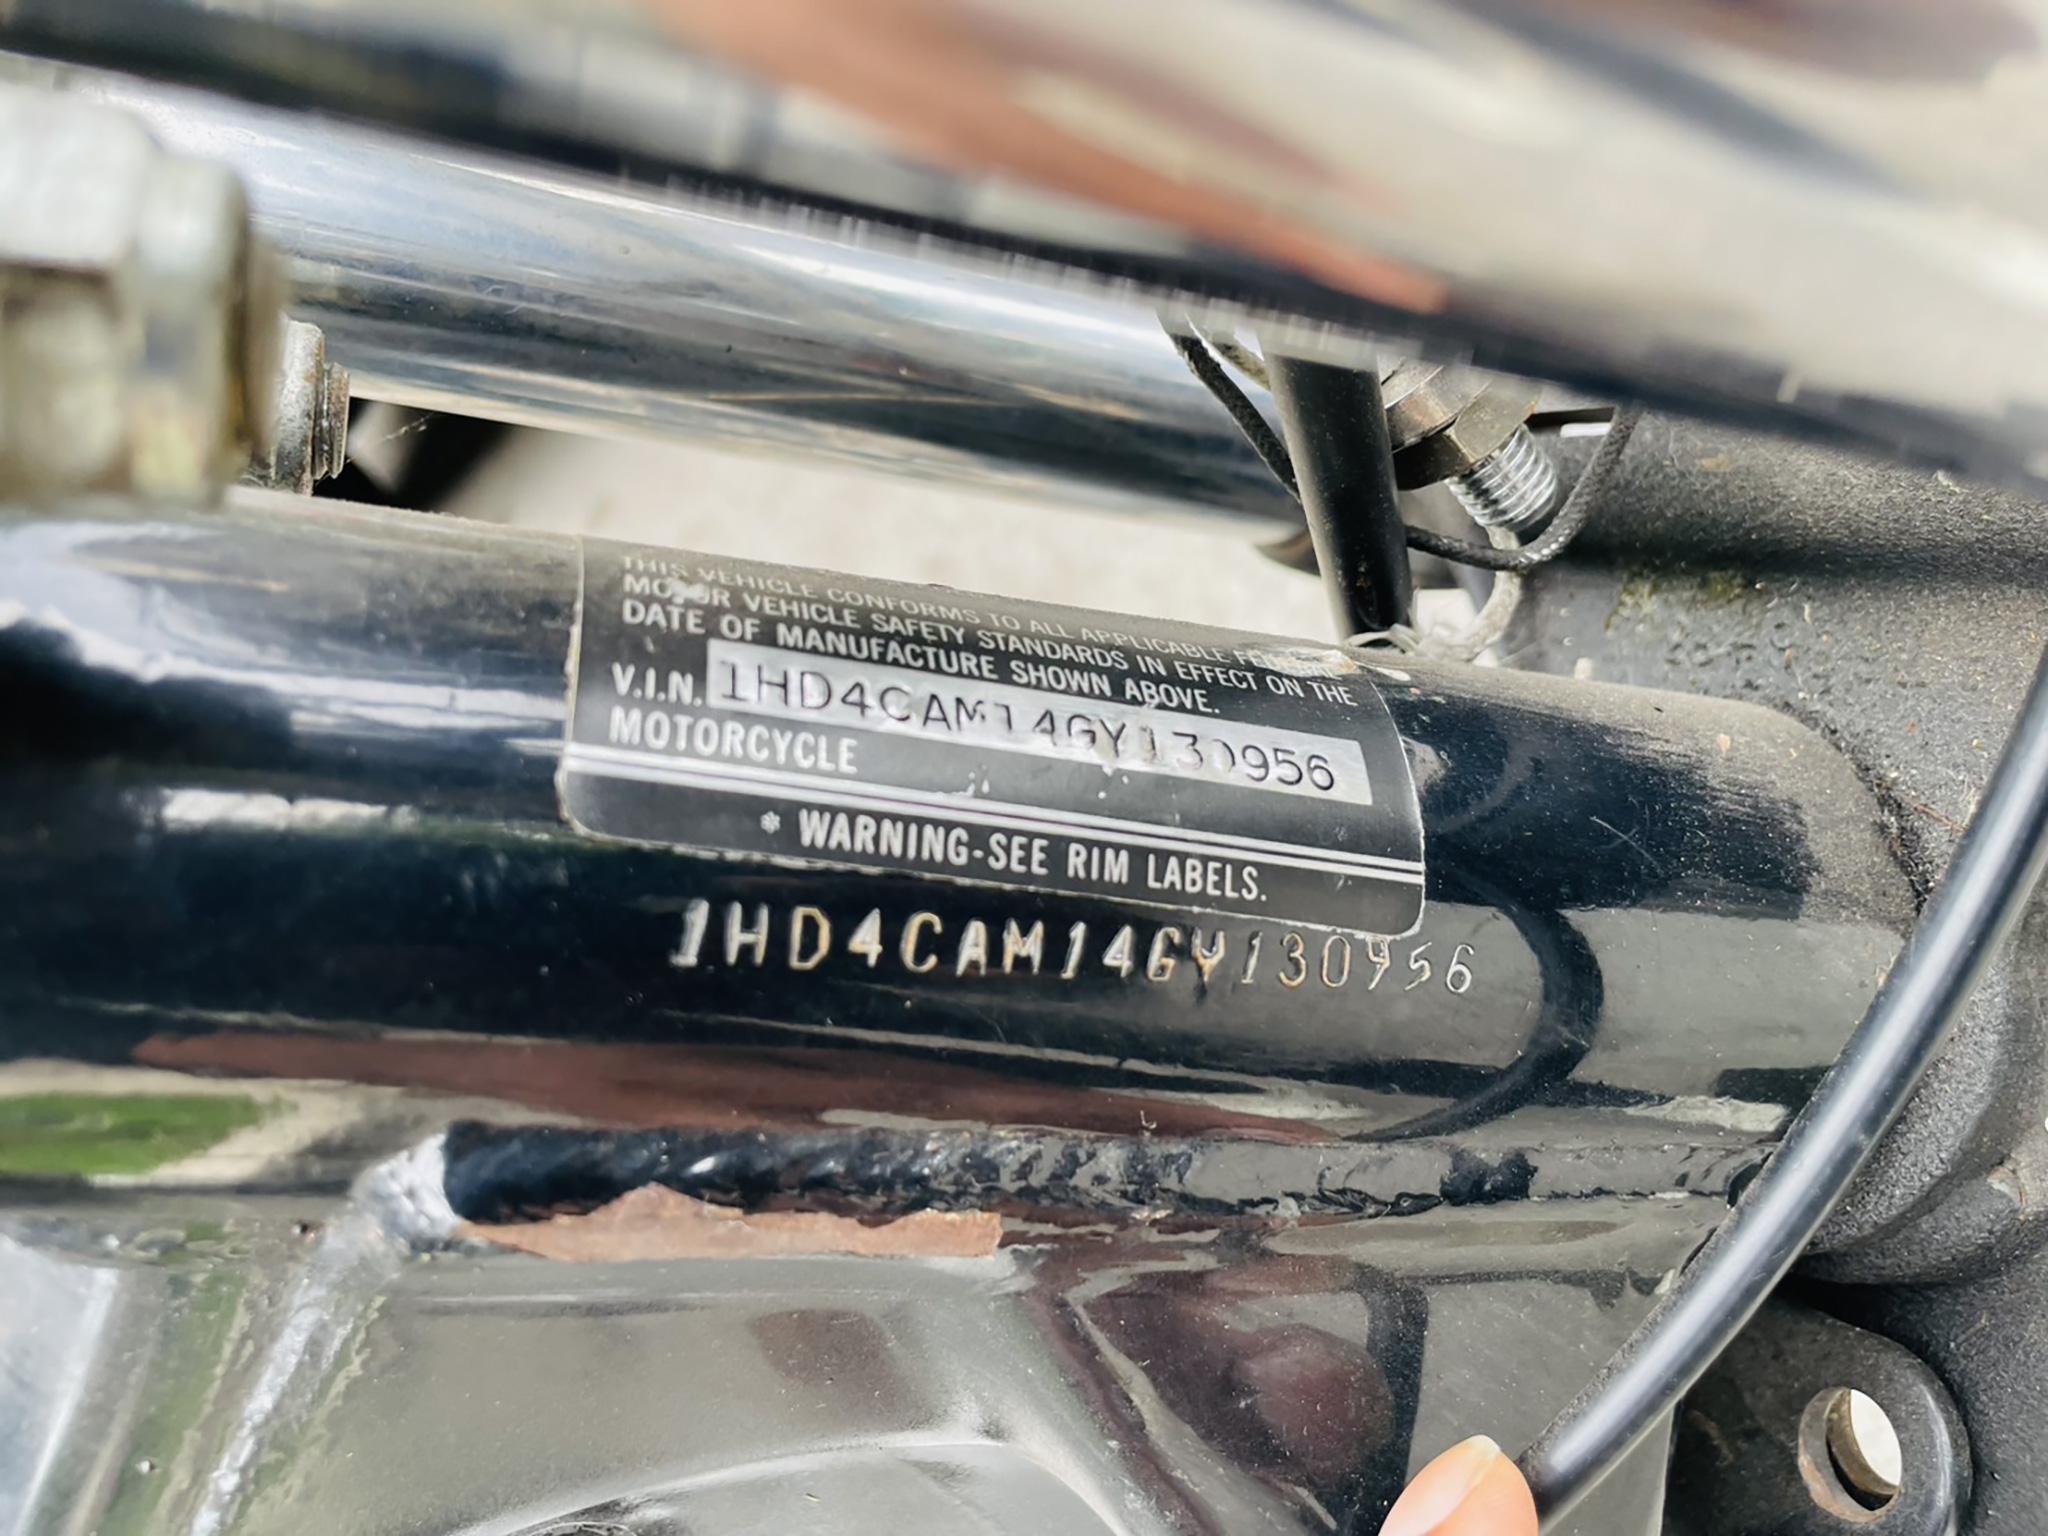 THIS VEHICLE CONFORMS TO ALL APPLICABLE FEDERAL
MOTOR VEHICLE SAFETY STANDARDS IN EFFECT ON THE
DATE OF MANUFACTURE SHOWN ABOVE.
V.I.N. 1HD4CAM14GY130956
MOTORCYCLE
* WARNING-SEE RIM LABELS.
1HD4CAM14GY130956